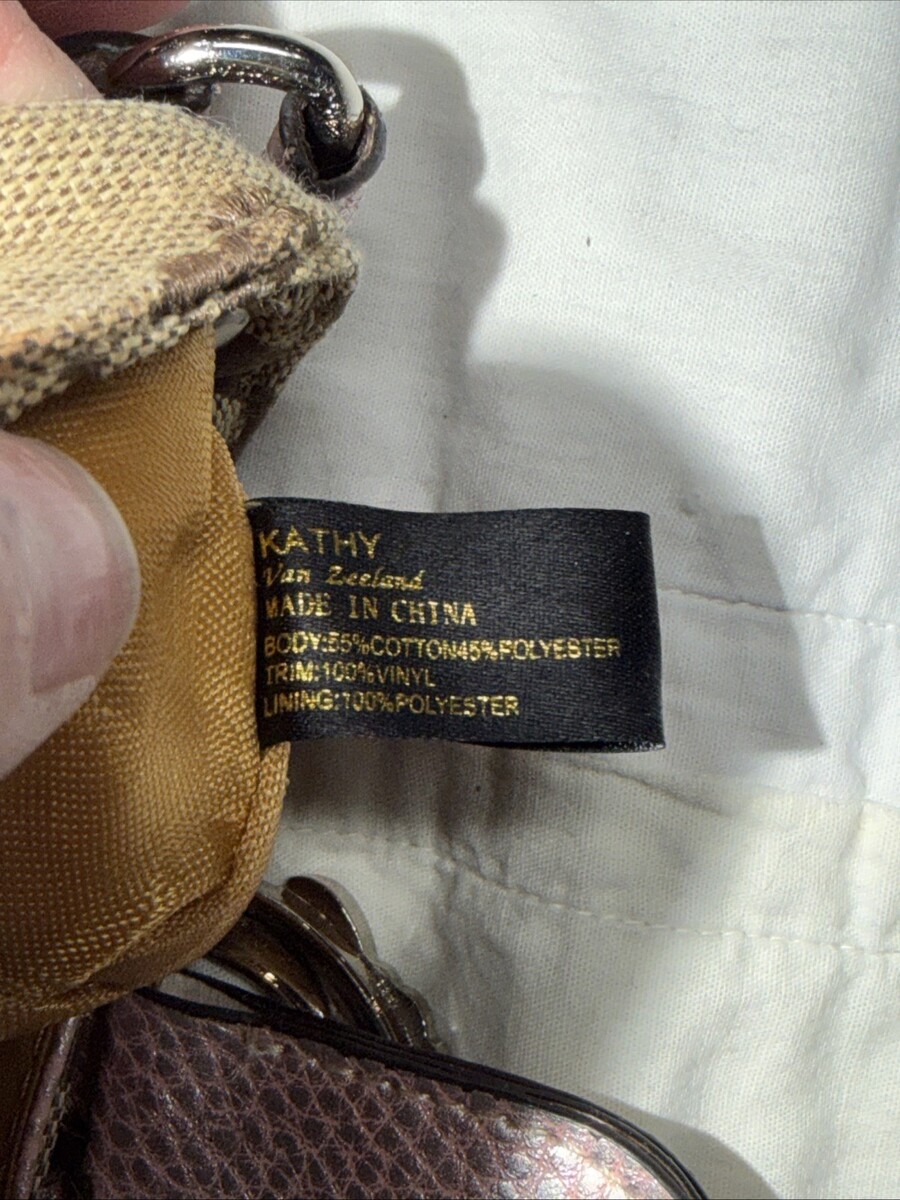 KATHY
Van Zeeland
MADE IN CHINA
BODY:55%COTTON45%POLYESTER
TRIM:100%VINYL
LINING:100%POLYESTER